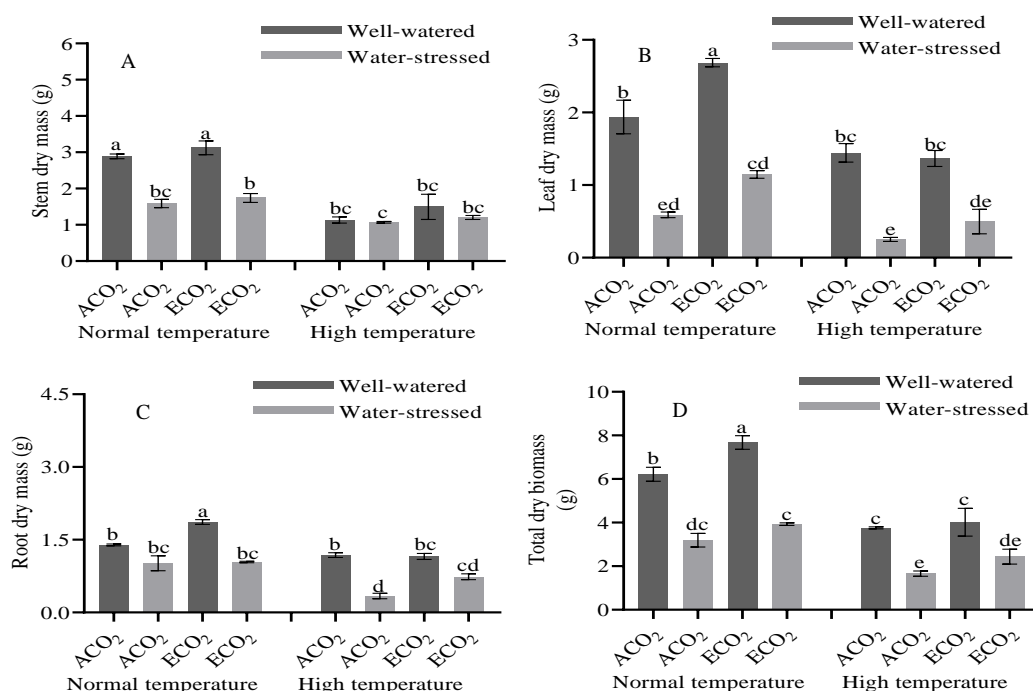 Well-watered
Water-stressed
A
Stem dry mass (g)
6
5
4
3
2
1
0
a
bc
a
b
bc
c
bc
bc
ACO2
ACO2
ECO2
ECO2
ACO2
ACO2
ECO2
ECO2
Normal temperature
High temperature
Well-watered
Water-stressed
B
Leaf dry mass (g)
3
2
1
0
b
ed
a
cd
bc
e
bc
de
ACO2
ACO2
ECO2
ECO2
ACO2
ACO2
ECO2
ECO2
Normal temperature
High temperature
Well-watered
Water-stressed
C
Root dry mass (g)
4.5
3.0
1.5
0.0
b
bc
a
bc
b
d
bc
cd
ACO2
ACO2
ECO2
ECO2
ACO2
ACO2
ECO2
ECO2
Normal temperature
High temperature
Well-watered
Water-stressed
D
Total dry biomass
(g)
10
8
6
4
2
0
b
dc
a
c
c
e
c
de
ACO2
ACO2
ECO2
ECO2
ACO2
ACO2
ECO2
ECO2
Normal temperature
High temperature